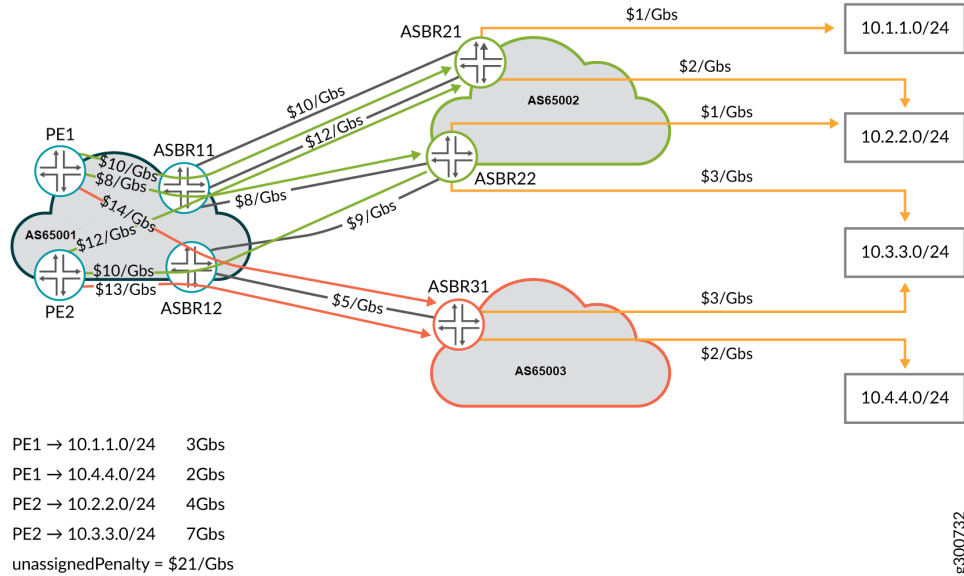 $1/Gbs
ASBR21
10.1.1.0/24
$2/Gbs
$10/Gbs
AS65002
$12/Gbs
$1/Gbs
10.2.2.0/24
PE1
ASBR11
$10/Gbs
$8/Gbs
$8/Gbs
ASBR22
$3/Gbs
$14/Gbs
$9/Gbs
AS65001
$12/Gbs
10.3.3.0/24
$10/Gbs
$13/Gbs
ASBR31
PE2
ASBR12
$5/Gbs
$3/Gbs
$2/Gbs
AS65003
10.4.4.0/24
PE1 → 10.1.1.0/24 3Gbs
PE1 → 10.4.4.0/24 2Gbs
PE2 → 10.2.2.0/24 4Gbs
PE2 → 10.3.3.0/24 7Gbs
unassignedPenalty = $21/Gbs
g300732